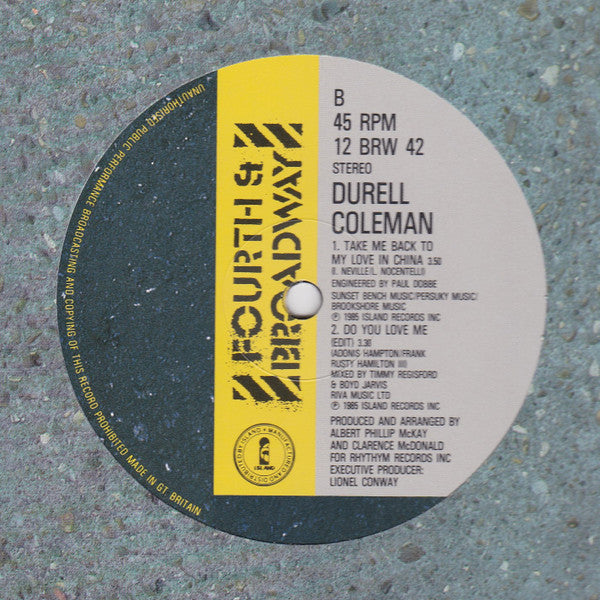 B
45 RPM
12 BRW 42
STEREO
DURELL
COLEMAN
1. TAKE ME BACK TO
MY LOVE IN CHINA 3.50
(I. NEVILLE/L. NOCENTELLI)
ENGINEERED BY PAUL DOBBE
SUNSET BENCH MUSIC/PERSUKY MUSIC/
BROOKSHORE MUSIC
℗ 1985 ISLAND RECORDS INC
2. DO YOU LOVE ME
(EDIT) 3.30
(ADONIS HAMPTON/FRANK
RUSTY HAMILTON III)
MIXED BY TIMMY REGISFORD
& BOYD JARVIS
RIVA MUSIC LTD
℗ 1985 ISLAND RECORDS INC
PRODUCED AND ARRANGED BY
ALBERT PHILLIP McKAY
AND CLARENCE McDONALD
FOR RHYTHYM RECORDS INC
EXECUTIVE PRODUCER:
LIONEL CONWAY
FOURTH &
BROADWAY
MANUFACTURED AND DISTRIBUTED BY ISLAND
ISLAND
UNAUTHORISED PUBLIC PERFORMANCE BROADCASTING AND COPYING OF THIS RECORD PROHIBITED MADE IN GT. BRITAIN